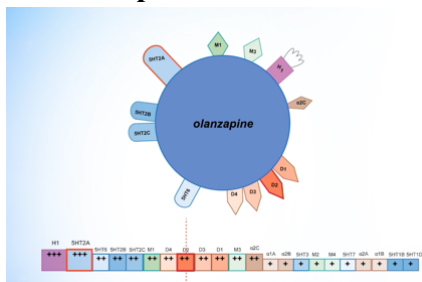 M1
M3
5HT2A
H1
α2C
5HT2B
5HT2C
olanzapine
D1
D2
5HT6
D4
D3
H1 5HT2A 5HT6 5HT2B 5HT2C M1 D4 D2 D3 D1 M3 α2C α1A α2B 5HT3 M2 M4 5HT7 α2A α1B 5HT1B 5HT1D
+++ +++ ++ ++ ++ ++ ++ ++ ++ ++ ++ ++ + + + + + + + + + +